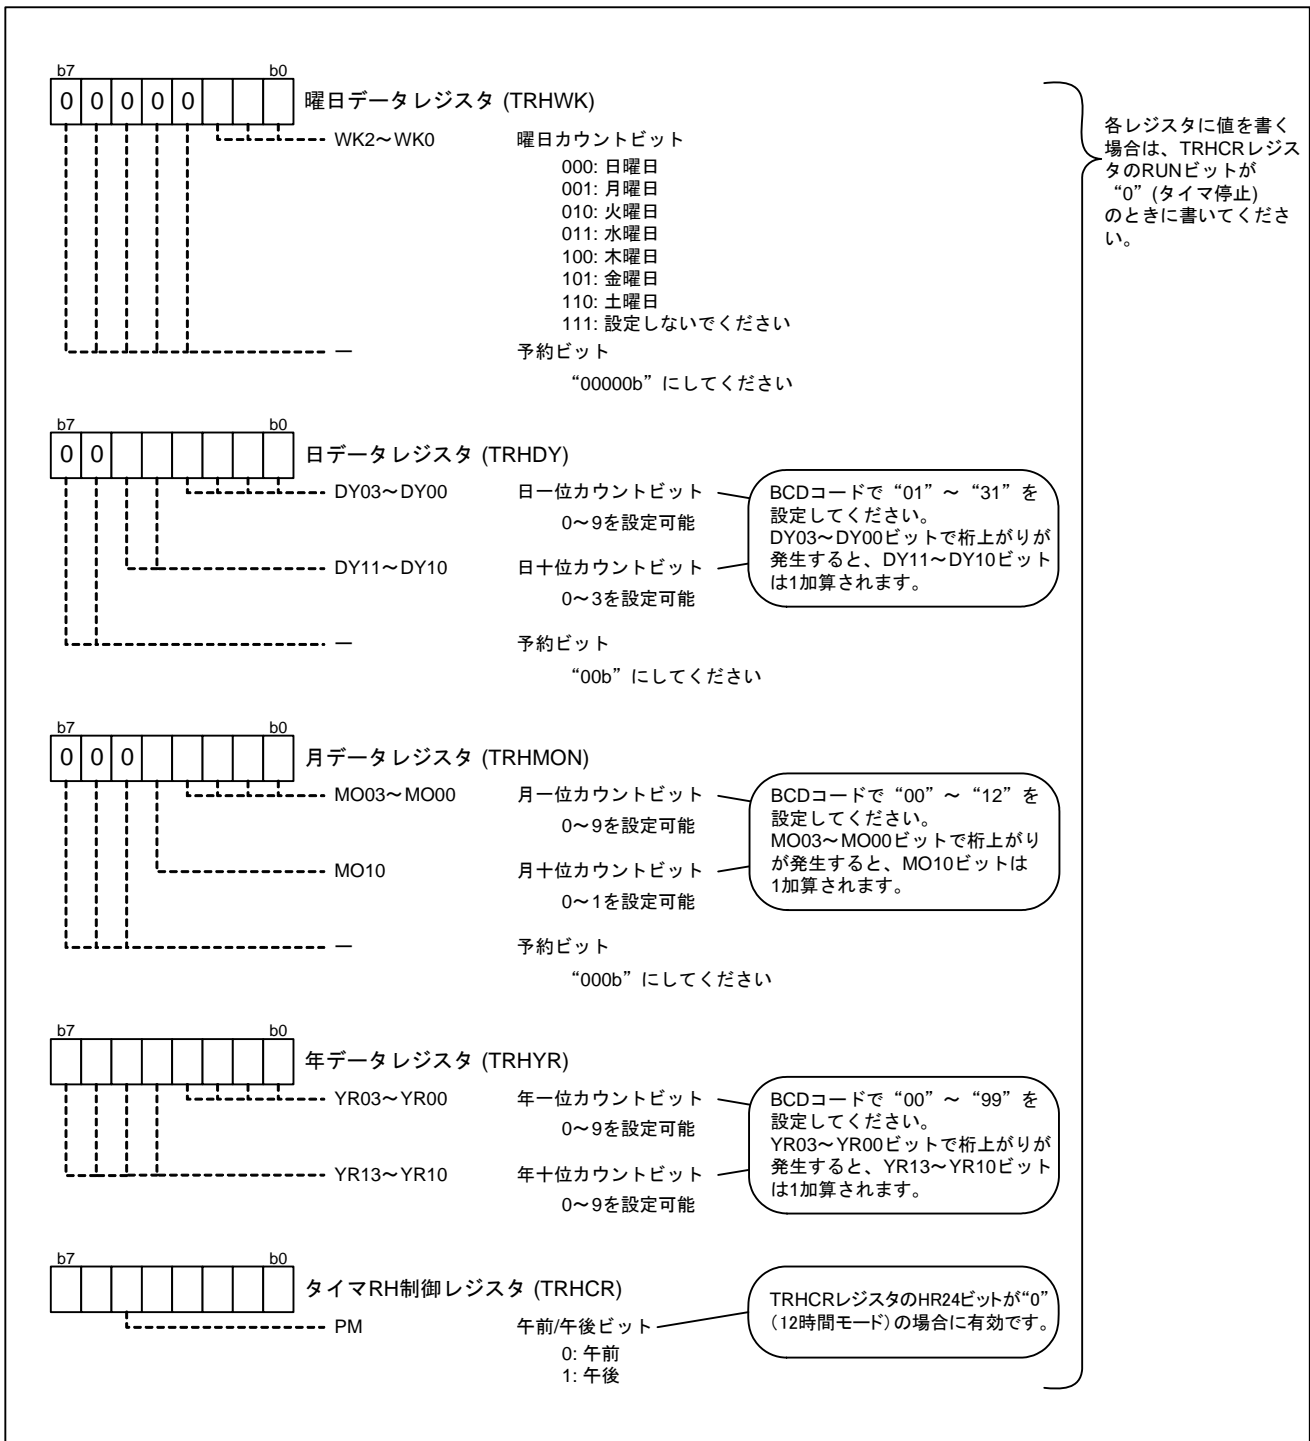 b7 b0
0 0 0 0 0 曜日データレジスタ (TRHWK)
WK2～WK0 曜日カウントビット
000: 日曜日
001: 月曜日
010: 火曜日
011: 水曜日
100: 木曜日
101: 金曜日
110: 土曜日
111: 設定しないでください
— 予約ビット
“00000b”にしてください
各レジスタに値を書く
場合は、TRHCRレジス
タのRUNビットが
“0”(タイマ停止)
のときに書いてくださ
い。
b7 b0
0 0 日データレジスタ (TRHDY)
DY03～DY00 日一位カウントビット
0～9を設定可能
DY11～DY10 日十位カウントビット
0～3を設定可能
BCDコードで“01”～“31”を
設定してください。
DY03～DY00ビットで桁上がりが
発生すると、DY11～DY10ビット
は1加算されます。
— 予約ビット
“00b”にしてください
b7 b0
0 0 0 月データレジスタ (TRHMON)
MO03～MO00 月一位カウントビット
0～9を設定可能
MO10 月十位カウントビット
0～1を設定可能
BCDコードで“00”～“12”を
設定してください。
MO03～MO00ビットで桁上がり
が発生すると、MO10ビットは
1加算されます。
— 予約ビット
“000b”にしてください
b7 b0
年データレジスタ (TRHYR)
YR03～YR00 年一位カウントビット
0～9を設定可能
YR13～YR10 年十位カウントビット
0～9を設定可能
BCDコードで“00”～“99”を
設定してください。
YR03～YR00ビットで桁上がりが
発生すると、YR13～YR10ビット
は1加算されます。
b7 b0
タイマRH制御レジスタ (TRHCR)
PM 午前/午後ビット
0: 午前
1: 午後
TRHCRレジスタのHR24ビットが“0”
(12時間モード)の場合に有効です。